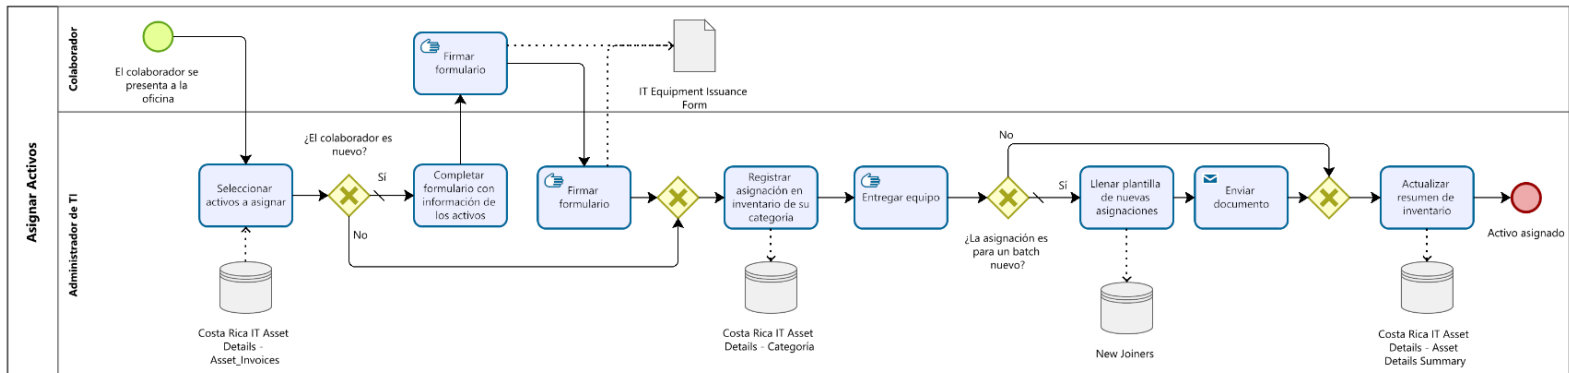 Asignar Activos
Colaborador
El colaborador se
presenta a la
oficina
Firmar
formulario
IT Equipment Issuance
Form
Administrador de TI
Seleccionar
activos a asignar
Costa Rica IT Asset
Details -
Asset_Invoices
¿El colaborador es
nuevo?
Sí
No
Completar
formulario con
información de
los activos
Firmar
formulario
Registrar
asignación en
inventario de su
categoría
Costa Rica IT Asset
Details - Categoría
Entregar equipo
¿La asignación es
para un batch
nuevo?
No
Sí
Llenar plantilla
de nuevas
asignaciones
New Joiners
Enviar
documento
Actualizar
resumen de
inventario
Costa Rica IT Asset
Details - Asset
Details Summary
Activo asignado